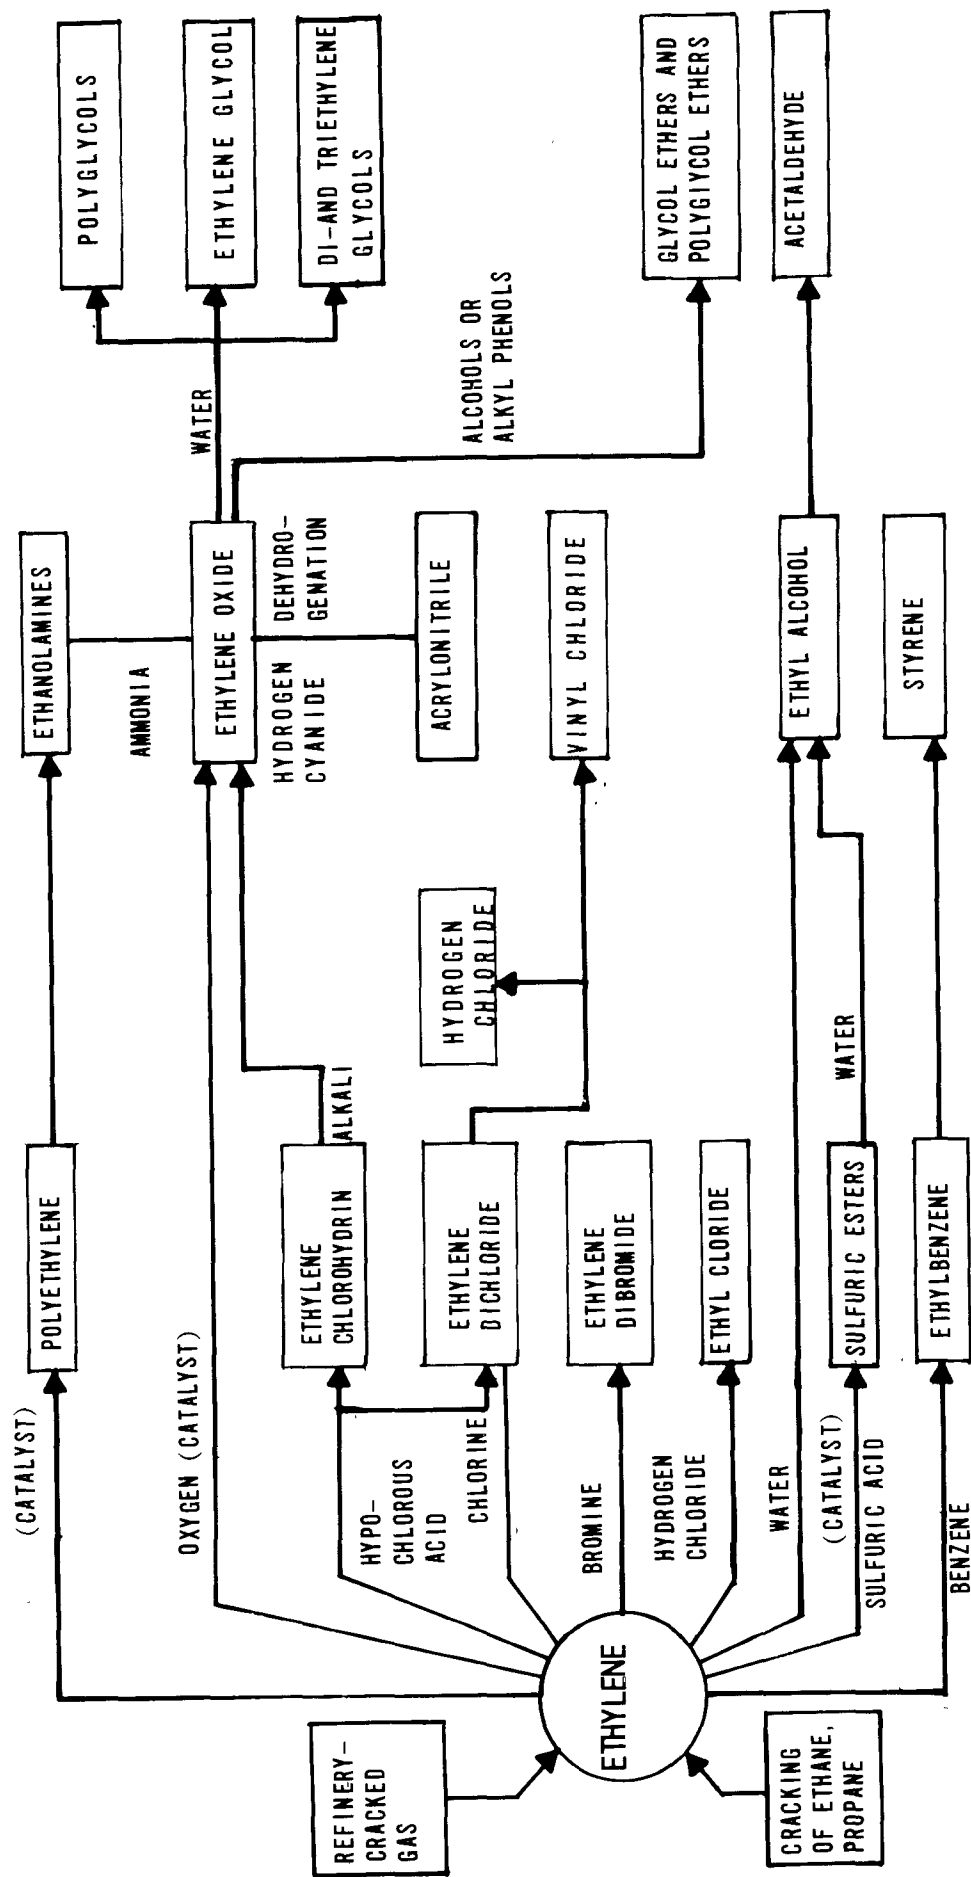 REFINERY–
CRACKED
GAS
CRACKING
OF ETHANE,
PROPANE
ETHYLENE
(CATALYST)
OXYGEN (CATALYST)
HYPO–
CHLOROUS
ACID
CHLORINE
BROMINE
HYDROGEN
CHLORIDE
WATER
(CATALYST)
SULFURIC ACID
BENZENE
POLYETHYLENE
ETHYLENE
CHLOROHYDRIN
ALKALI
ETHYLENE
DICHLORIDE
ETHYLENE
DIBROMIDE
ETHYL CLORIDE
SULFURIC ESTERS
WATER
ETHYLBENZENE
HYDROGEN
CHLORIDE
ETHANOLAMINES
AMMONIA
ETHYLENE OXIDE
HYDROGEN
CYANIDE
DEHYDRO–
GENATION
ACRYLONITRILE
VINYL CHLORIDE
ETHYL ALCOHOL
STYRENE
WATER
ALCOHOLS OR
ALKYL PHENOLS
POLYGLYCOLS
ETHYLENE GLYCOL
DI-AND TRIETHYLENE
GLYCOLS
GLYCOL ETHERS AND
POLYGLYCOL ETHERS
ACETALDEHYDE